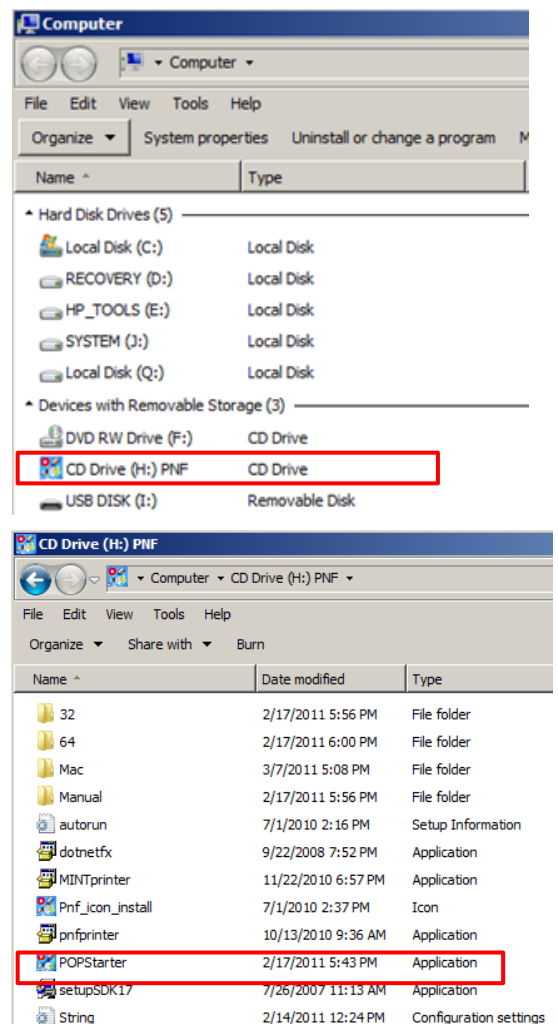 Computer
Computer
File Edit View Tools Help
Organize System properties Uninstall or change a program M
Name Type
Hard Disk Drives (5)
Local Disk (C:) Local Disk
RECOVERY (D:) Local Disk
HP_TOOLS (E:) Local Disk
SYSTEM (J:) Local Disk
Local Disk (Q:) Local Disk
Devices with Removable Storage (3)
DVD RW Drive (F:) CD Drive
CD Drive (H:) PNF CD Drive
USB DISK (I:) Removable Disk
CD Drive (H:) PNF
Computer CD Drive (H:) PNF
File Edit View Tools Help
Organize Share with Burn
Name Date modified Type
32 2/17/2011 5:56 PM File folder
64 2/17/2011 6:00 PM File folder
Mac 3/7/2011 5:08 PM File folder
Manual 2/17/2011 5:56 PM File folder
autorun 7/1/2010 2:16 PM Setup Information
dotnetfx 9/22/2008 7:52 PM Application
MINTprinter 11/22/2010 6:57 PM Application
Pnf_icon_install 7/1/2010 2:37 PM Icon
pnfprinter 10/13/2010 9:36 AM Application
POPStarter 2/17/2011 5:43 PM Application
setupSDK17 7/26/2007 11:13 AM Application
String 2/14/2011 12:24 PM Configuration settings